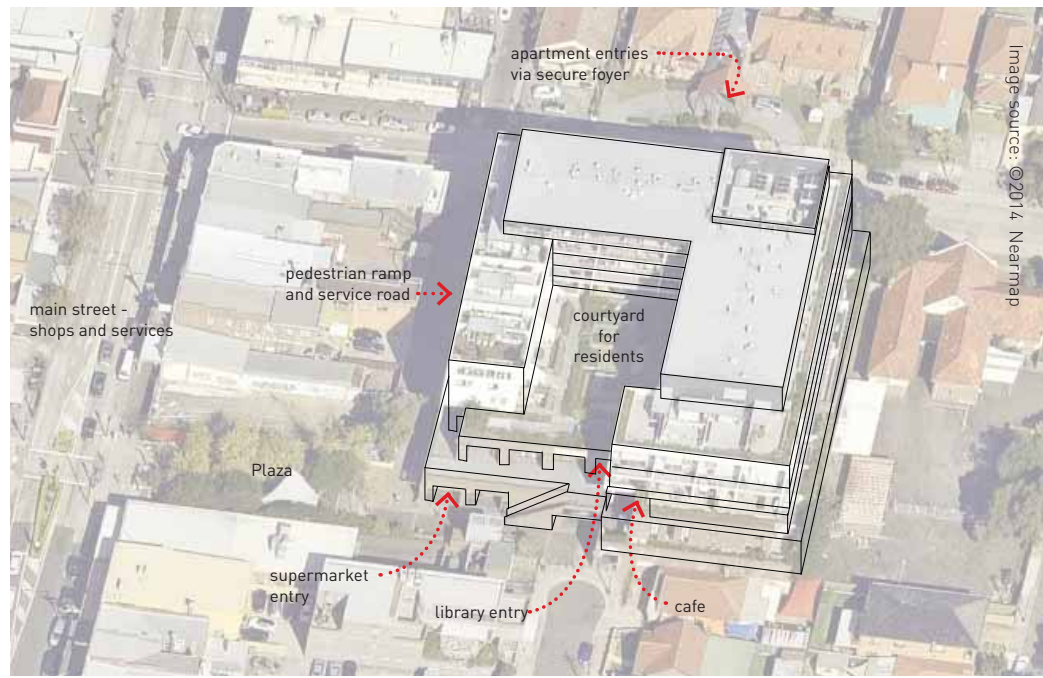 apartment entries
via secure foyer
Image source: ©2014 Nearmap
pedestrian ramp
and service road
main street -
shops and services
courtyard
for
residents
Plaza
supermarket
entry
library entry
cafe